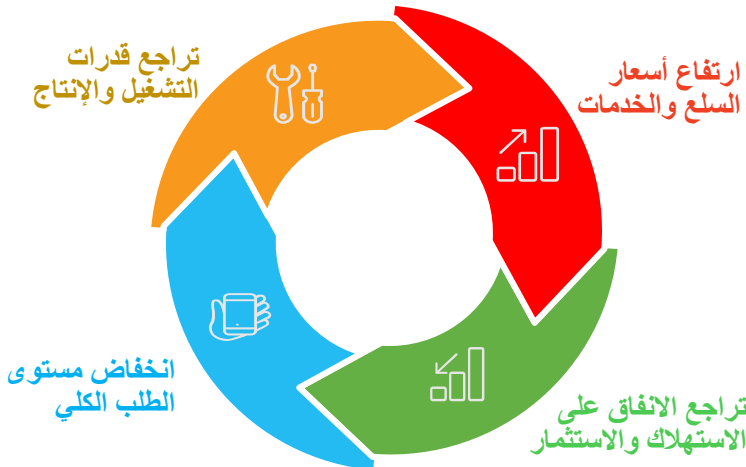 ارتفاع أسعار
السلع والخدمات
تراجع الانفاق على
الاستهلاك والاستثمار
انخفاض مستوى
الطلب الكلي
تراجع قدرات
التشغيل والإنتاج